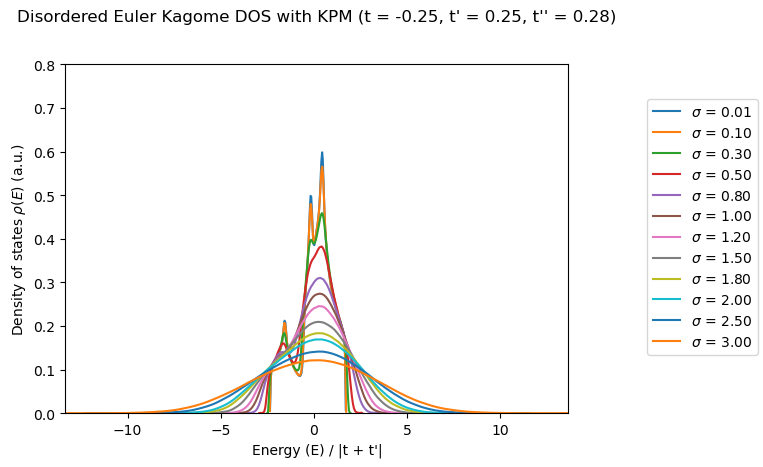 Disordered Euler Kagome DOS with KPM (t = -0.25, t' = 0.25, t'' = 0.28)
0.8
0.7
0.6
0.5
0.4
0.3
0.2
0.1
0.0
Density of states ρ(E) (a.u.)
−10
−5
0
5
10
Energy (E) / |t + t'|
σ = 0.01
σ = 0.10
σ = 0.30
σ = 0.50
σ = 0.80
σ = 1.00
σ = 1.20
σ = 1.50
σ = 1.80
σ = 2.00
σ = 2.50
σ = 3.00